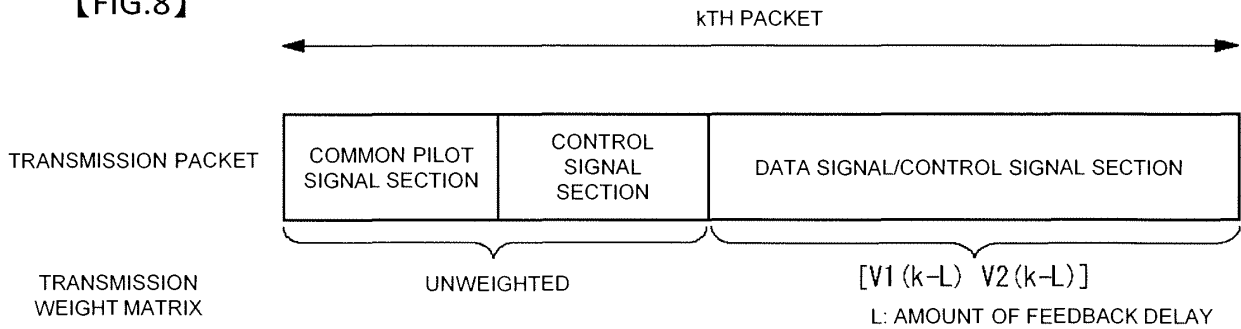 【FIG.8】
kTH PACKET
TRANSMISSION PACKET
COMMON PILOT
SIGNAL SECTION
CONTROL
SIGNAL
SECTION
DATA SIGNAL/CONTROL SIGNAL SECTION
TRANSMISSION
WEIGHT MATRIX
UNWEIGHTED
[V1(k-L) V2(k-L)]
L: AMOUNT OF FEEDBACK DELAY